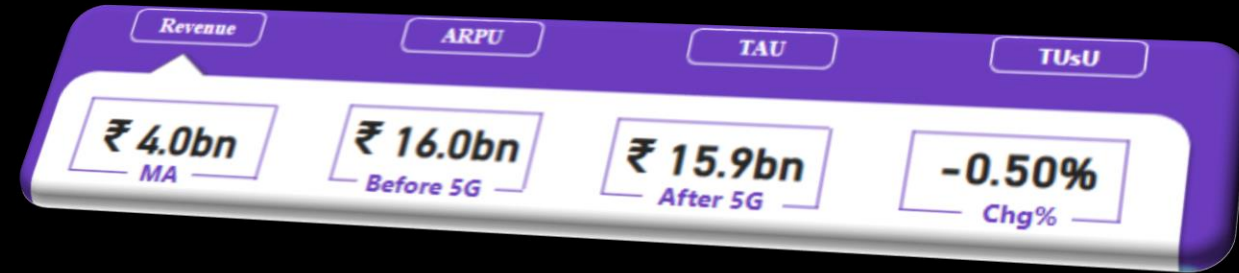 Revenue ARPU TAU TUsU
₹ 4.0bn ₹ 16.0bn ₹ 15.9bn -0.50%
MA Before 5G After 5G Chg%